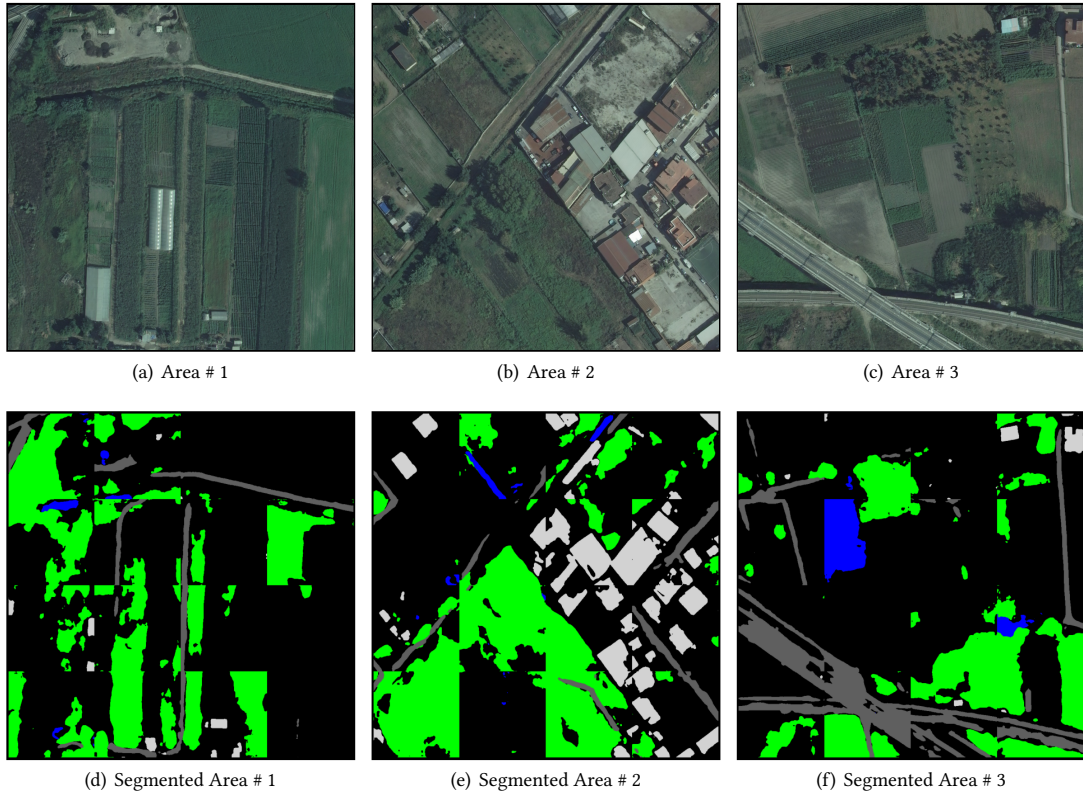 (a) Area # 1
(b) Area # 2
(c) Area # 3
(d) Segmented Area # 1
(e) Segmented Area # 2
(f) Segmented Area # 3